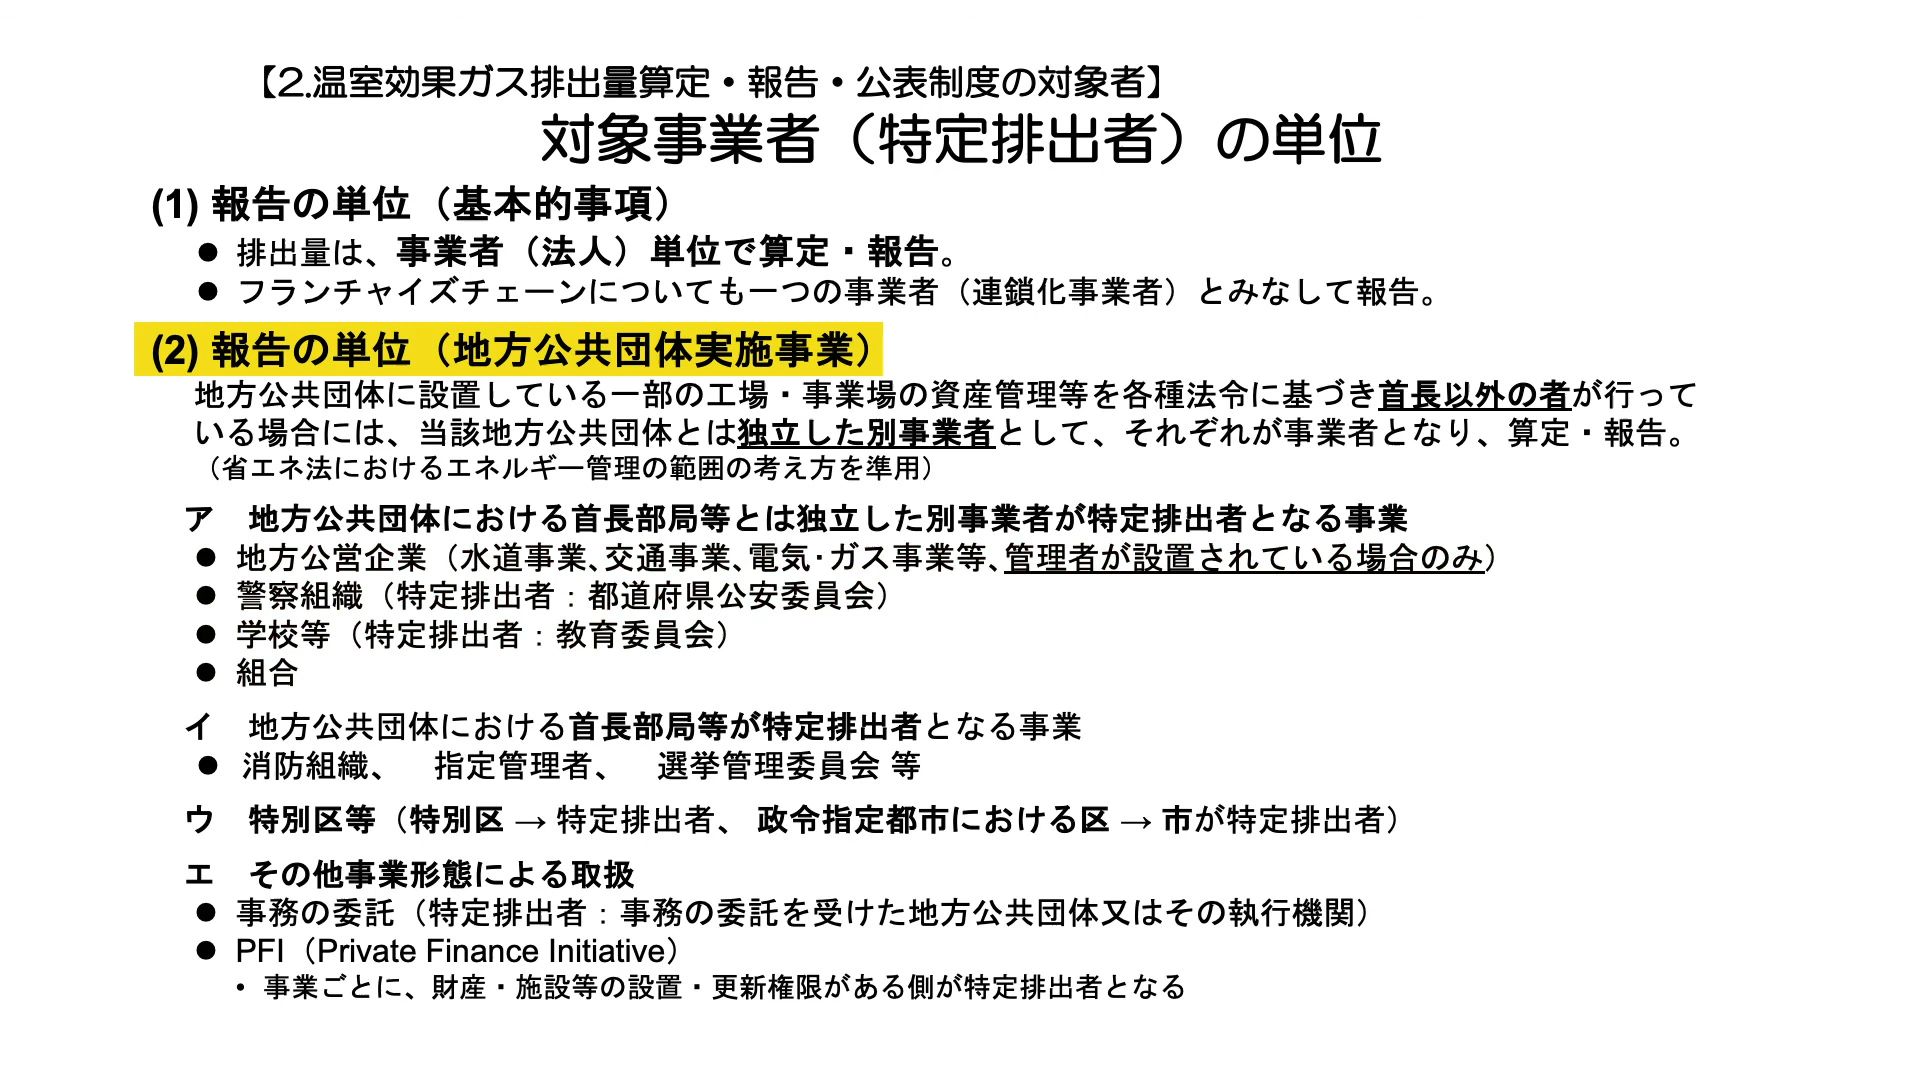 【2.温室効果ガス排出量算定・報告・公表制度の対象者】
対象事業者（特定排出者）の単位
(1) 報告の単位（基本的事項）
● 排出量は、事業者（法人）単位で算定・報告。
● フランチャイズチェーンについても一つの事業者（連鎖化事業者）とみなして報告。
(2) 報告の単位（地方公共団体実施事業）
地方公共団体に設置している一部の工場・事業場の資産管理等を各種法令に基づき首長以外の者が行って
いる場合には、当該地方公共団体とは独立した別事業者として、それぞれが事業者となり、算定・報告。
（省エネ法におけるエネルギー管理の範囲の考え方を準用）
ア　地方公共団体における首長部局等とは独立した別事業者が特定排出者となる事業
● 地方公営企業（水道事業、交通事業、電気・ガス事業等、管理者が設置されている場合のみ）
● 警察組織（特定排出者：都道府県公安委員会）
● 学校等（特定排出者：教育委員会）
● 組合
イ　地方公共団体における首長部局等が特定排出者となる事業
● 消防組織、　指定管理者、　選挙管理委員会 等
ウ　特別区等（特別区 → 特定排出者、 政令指定都市における区 → 市が特定排出者）
エ　その他事業形態による取扱
● 事務の委託（特定排出者：事務の委託を受けた地方公共団体又はその執行機関）
● PFI（Private Finance Initiative）
• 事業ごとに、財産・施設等の設置・更新権限がある側が特定排出者となる